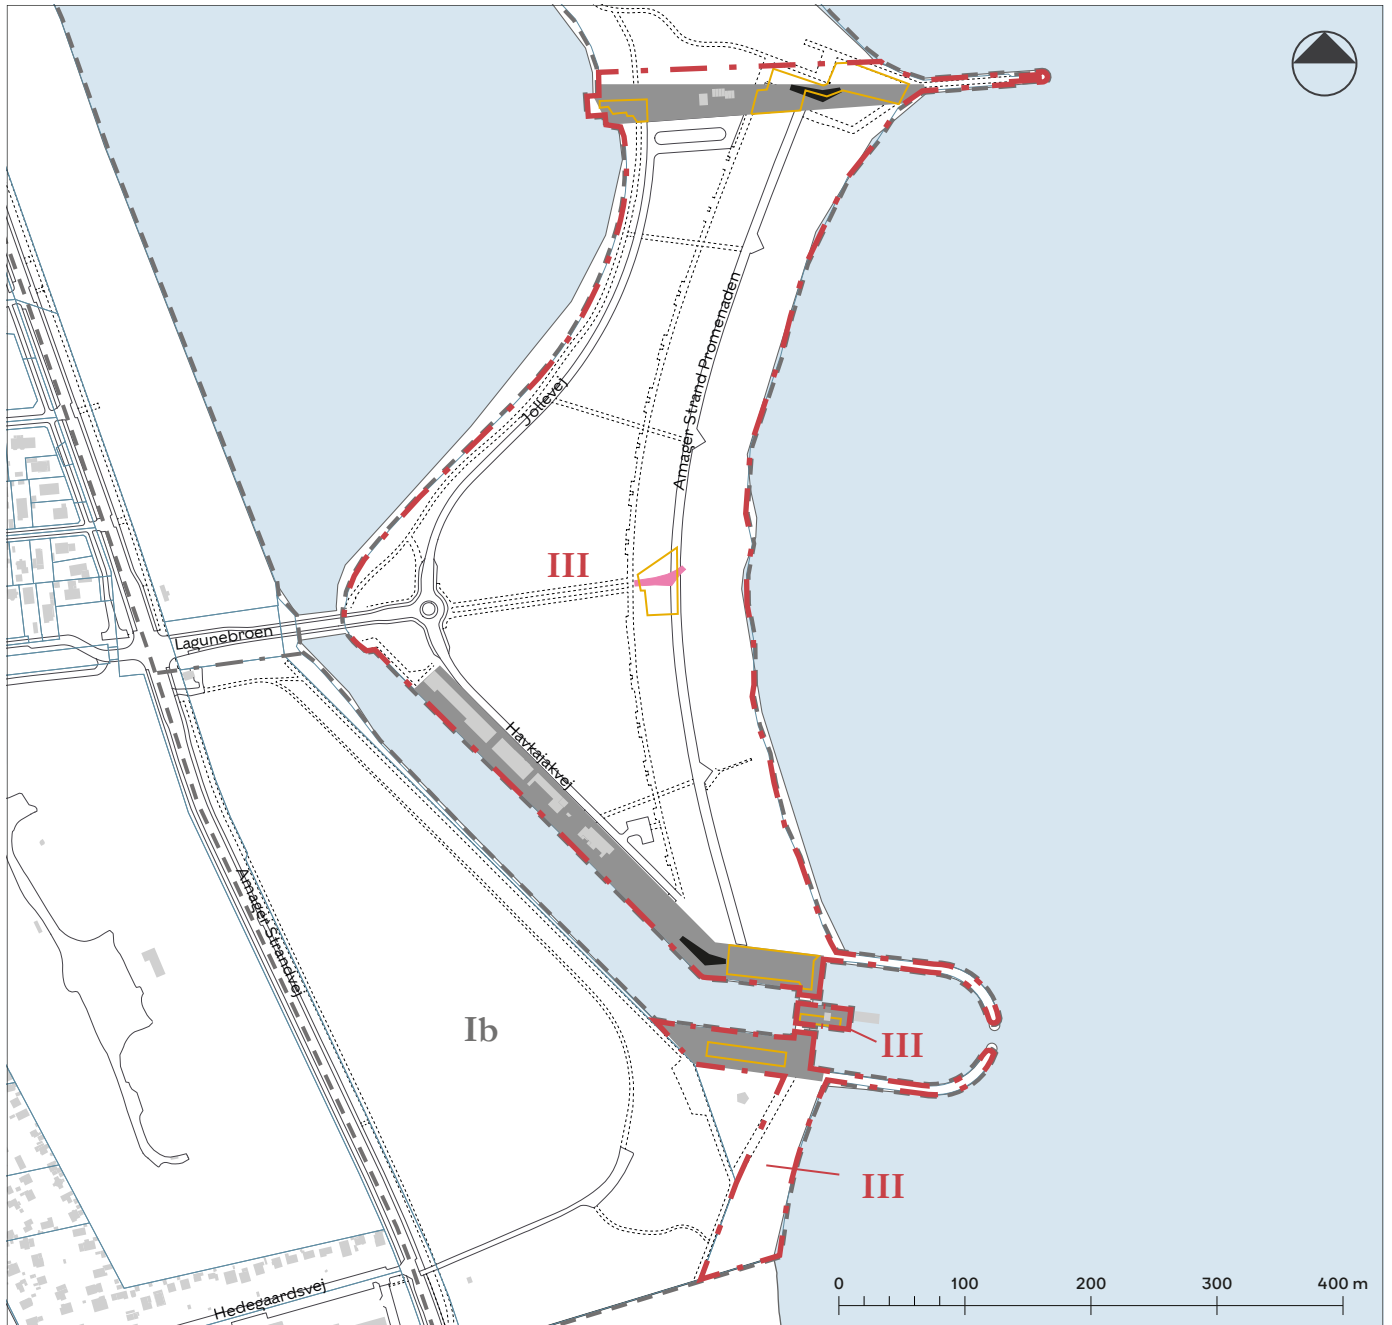 Amager Strand Promenaden
Jollevej
III
Lagunebroen
Havkajakvej
Amager Strandvej
Ib
III
III
Hedegaardsvej
0 100 200 300 400 m